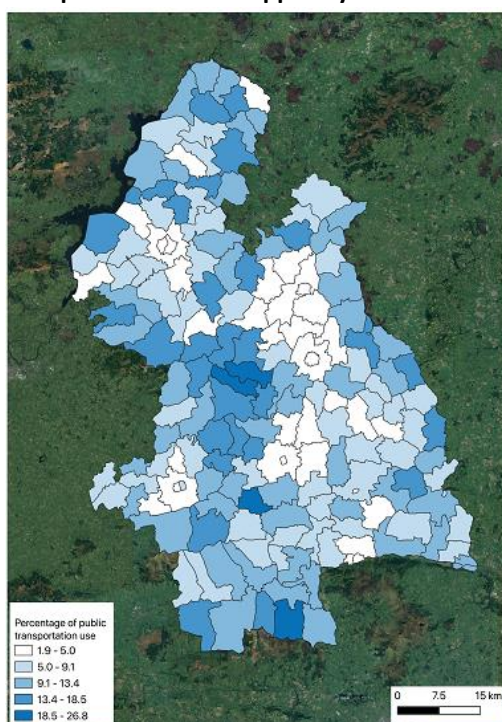 Percentage of public
transportation use
1.9 - 5.0
5.0 - 9.1
9.1 - 13.4
13.4 - 18.5
18.5 - 26.8
0 7.5 15 km